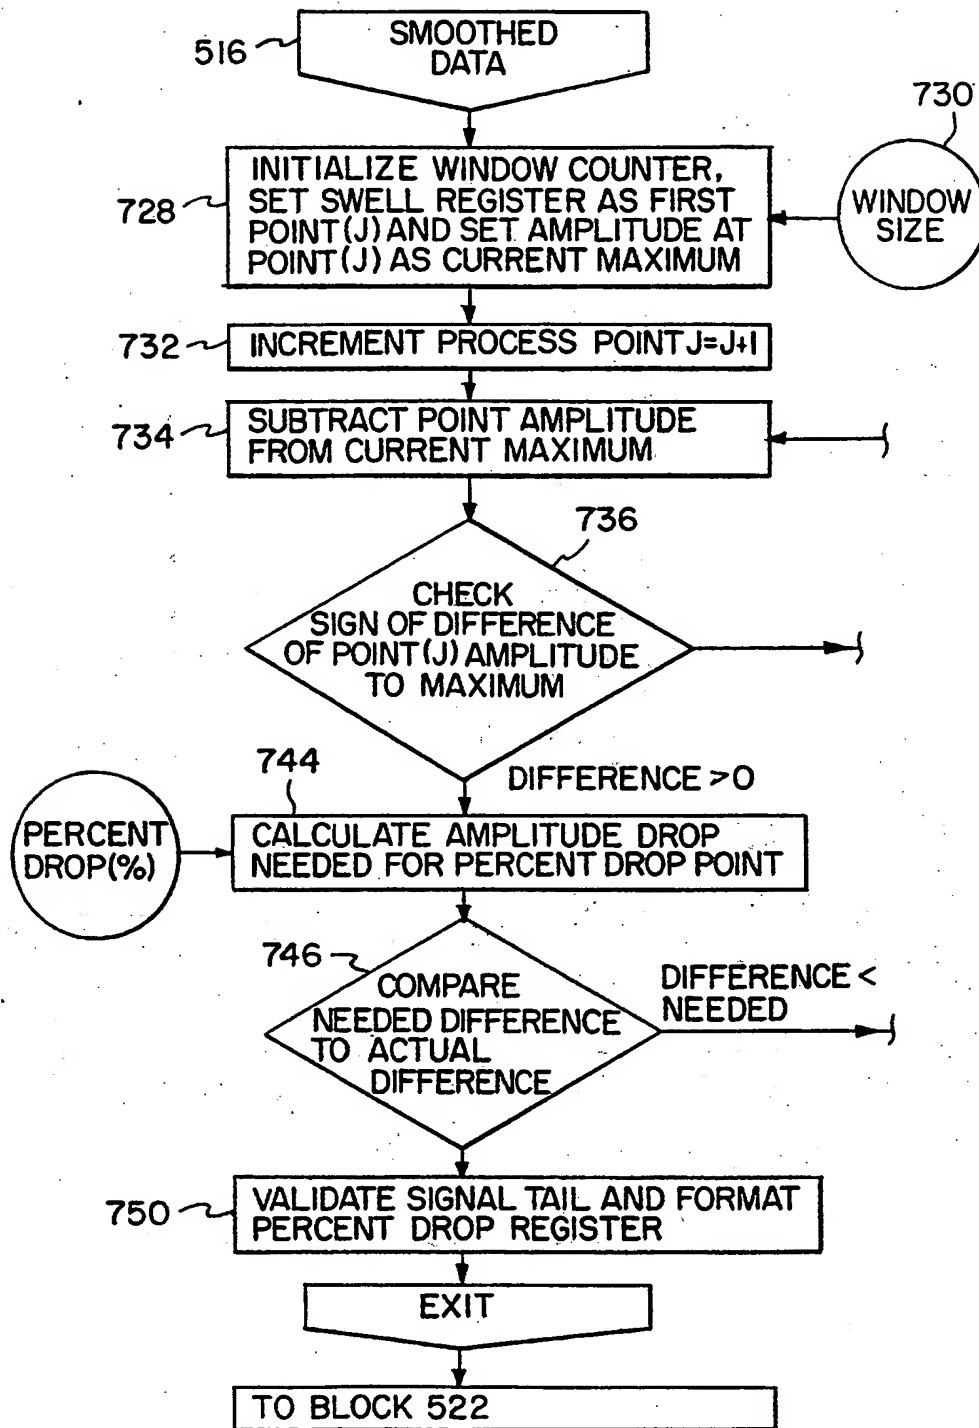 SMOOTHED
DATA
516
730
INITIALIZE WINDOW COUNTER,
SET SWELL REGISTER AS FIRST
POINT(J) AND SET AMPLITUDE AT
POINT(J) AS CURRENT MAXIMUM
728
WINDOW
SIZE
732
INCREMENT PROCESS POINT J=J+1
734
SUBTRACT POINT AMPLITUDE
FROM CURRENT MAXIMUM
736
CHECK
SIGN OF DIFFERENCE
OF POINT(J) AMPLITUDE
TO MAXIMUM
744
DIFFERENCE >0
PERCENT
DROP(%)
CALCULATE AMPLITUDE DROP
NEEDED FOR PERCENT DROP POINT
746
COMPARE
NEEDED DIFFERENCE
TO ACTUAL
DIFFERENCE
DIFFERENCE <
NEEDED
750
VALIDATE SIGNAL TAIL AND FORMAT
PERCENT DROP REGISTER
EXIT
TO BLOCK 522